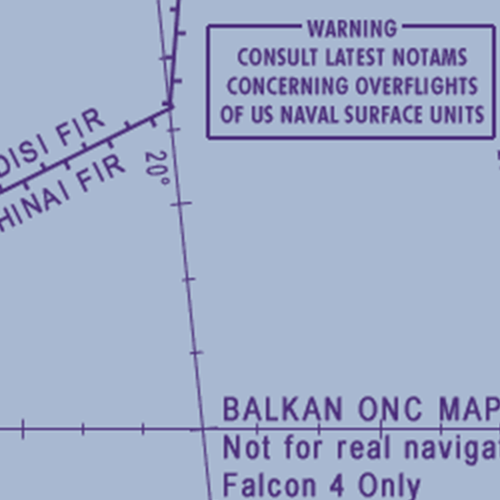 WARNING
CONSULT LATEST NOTAMS
CONCERNING OVERFLIGHTS
OF US NAVAL SURFACE UNITS
DISI FIR
HINAI FIR
20°
BALKAN ONC MAP
Not for real naviga
Falcon 4 Only